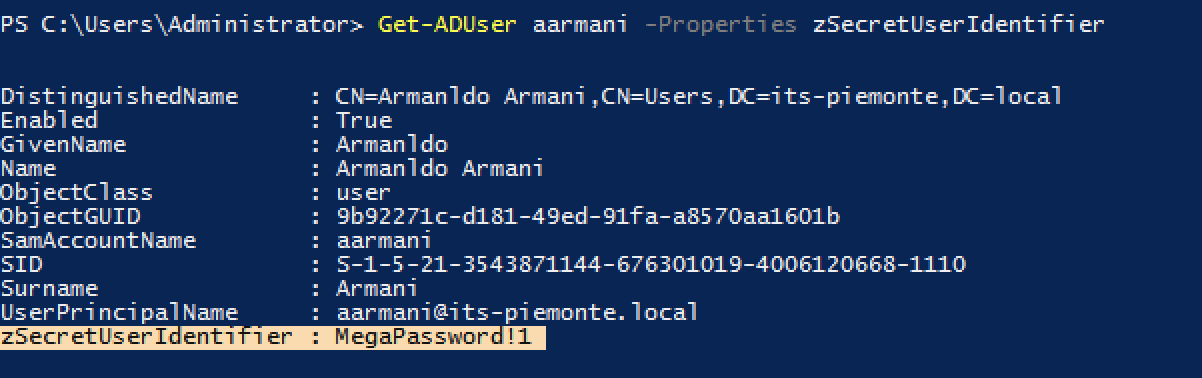 PS C:\Users\Administrator> Get-ADUser aarmani -Properties zSecretUserIdentifier
DistinguishedName : CN=Armanldo Armani,CN=Users,DC=its-piemonte,DC=local
Enabled : True
GivenName : Armanldo
Name : Armanldo Armani
ObjectClass : user
ObjectGUID : 9b92271c-d181-49ed-91fa-a8570aa1601b
SamAccountName : aarmani
SID : S-1-5-21-3543871144-676301019-4006120668-1110
Surname : Armani
UserPrincipalName : aarmani@its-piemonte.local
zSecretUserIdentifier : MegaPassword!1